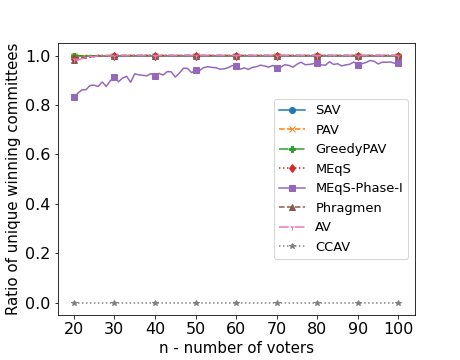 Ratio of unique winning committees
1.0
0.8
0.6
0.4
0.2
0.0
SAV
PAV
GreedyPAV
MEqS
MEqS-Phase-I
Phragmen
AV
CCAV
20 30 40 50 60 70 80 90 100
n - number of voters